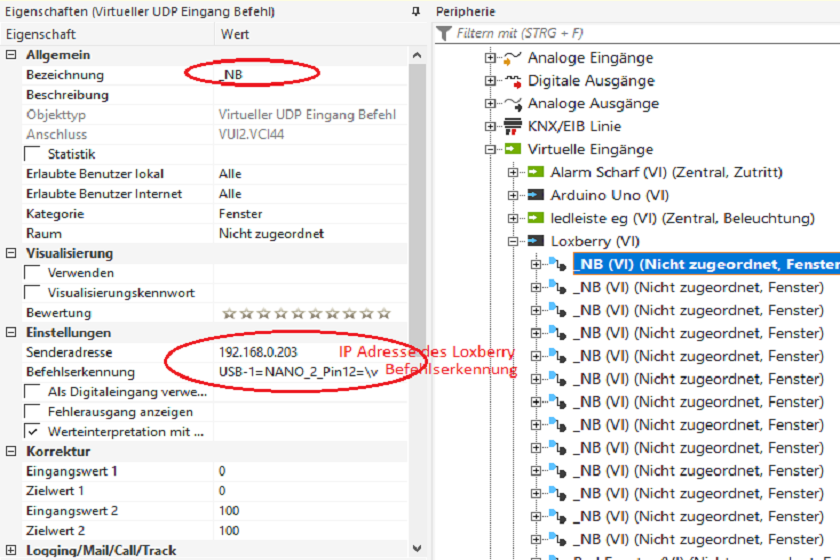 Eigenschaften (Virtueller UDP Eingang Befehl)
Eigenschaft Wert
Allgemein
Bezeichnung _NB
Beschreibung
Objekttyp Virtueller UDP Eingang Befehl
Anschluss VUI2.VCI44
Statistik
Erlaubte Benutzer lokal Alle
Erlaubte Benutzer Internet Alle
Kategorie Fenster
Raum Nicht zugeordnet
Visualisierung
Verwenden
Visualisierungskennwort
Bewertung
Einstellungen
Senderadresse 192.168.0.203 IP Adresse des Loxberry
Befehlserkennung USB-1=NANO_2_Pin12=\v Befehlserkennung
Als Digitaleingang verwe...
Fehlerausgang anzeigen
Werteinterpretation mit ...
Korrektur
Eingangswert 1 0
Zielwert 1 0
Eingangswert 2 100
Zielwert 2 100
Logging/Mail/Call/Track
Peripherie
Filtern mit (STRG + F)
Analoge Eingänge
Digitale Ausgänge
Analoge Ausgänge
KNX/EIB Linie
Virtuelle Eingänge
Alarm Scharf (VI) (Zentral, Zutritt)
Arduino Uno (VI)
ledleiste eg (VI) (Zentral, Beleuchtung)
Loxberry (VI)
_NB (VI) (Nicht zugeordnet, Fenster
_NB (VI) (Nicht zugeordnet, Fenster)
_NB (VI) (Nicht zugeordnet, Fenster)
_NB (VI) (Nicht zugeordnet, Fenster)
_NB (VI) (Nicht zugeordnet, Fenster)
_NB (VI) (Nicht zugeordnet, Fenster)
_NB (VI) (Nicht zugeordnet, Fenster)
_NB (VI) (Nicht zugeordnet, Fenster)
_NB (VI) (Nicht zugeordnet, Fenster)
_NB (VI) (Nicht zugeordnet, Fenster)
_NB (VI) (Nicht zugeordnet, Fenster)
_NB (VI) (Nicht zugeordnet, Fenster)
_NB (VI) (Nicht zugeordnet, Fenster)